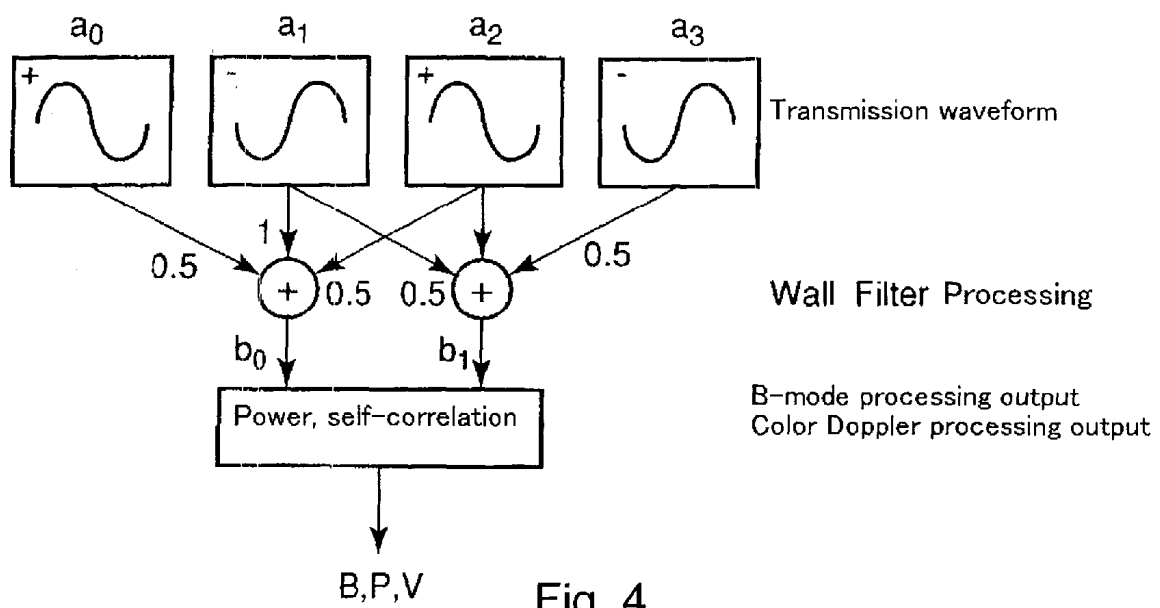 a0 a1 a2 a3
+ - + -
Transmission waveform
1
0.5 0.5 0.5 0.5
+ +
Wall Filter Processing
b0 b1
Power, self-correlation
B-mode processing output
Color Doppler processing output
B,P,V
Fig. 4